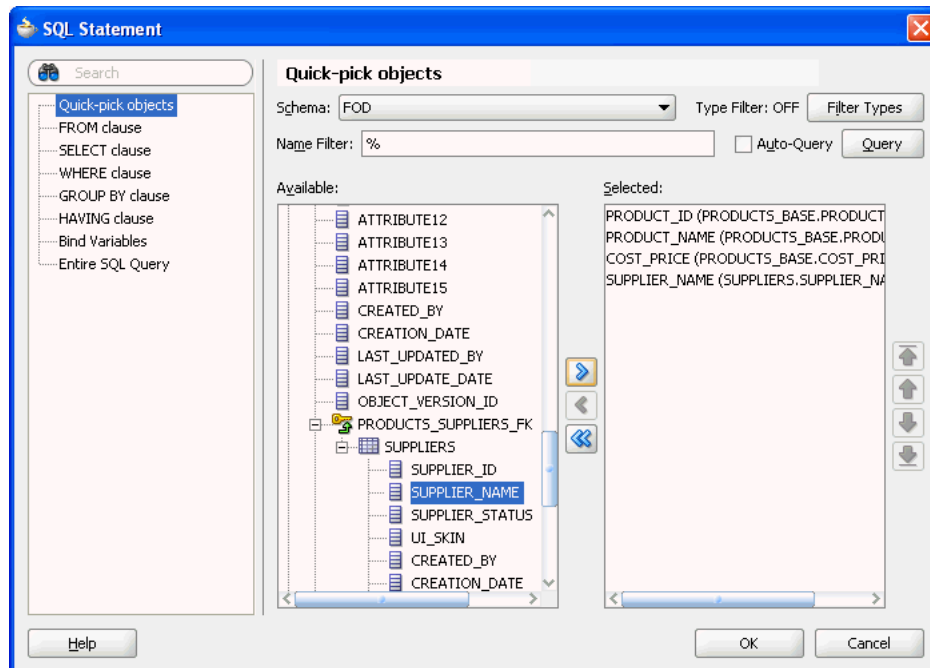 SQL Statement
Search
Quick-pick objects
FROM clause
SELECT clause
WHERE clause
GROUP BY clause
HAVING clause
Bind Variables
Entire SQL Query
Quick-pick objects
Schema: FOD Type Filter: OFF Filter Types
Name Filter: % Auto-Query Query
Available:
ATTRIBUTE12
ATTRIBUTE13
ATTRIBUTE14
ATTRIBUTE15
CREATED_BY
CREATION_DATE
LAST_UPDATED_BY
LAST_UPDATE_DATE
OBJECT_VERSION_ID
PRODUCTS_SUPPLIERS_FK
SUPPLIERS
SUPPLIER_ID
SUPPLIER_NAME
SUPPLIER_STATUS
UI_SKIN
CREATED_BY
CREATION_DATE
Selected:
PRODUCT_ID (PRODUCTS_BASE.PRODUCT
PRODUCT_NAME (PRODUCTS_BASE.PRODU
COST_PRICE (PRODUCTS_BASE.COST_PRI
SUPPLIER_NAME (SUPPLIERS.SUPPLIER_NA
Help OK Cancel